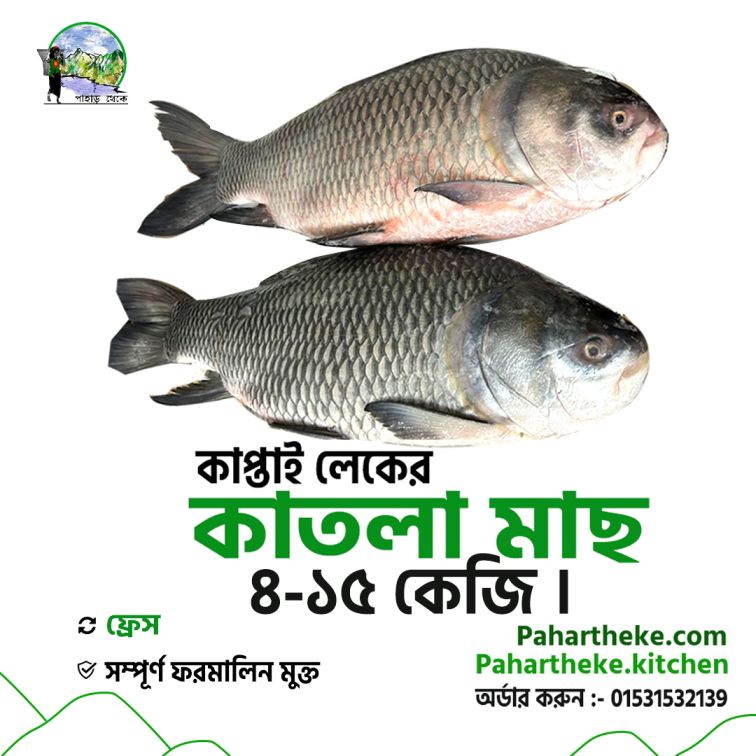 পাহাড় থেকে
কাপ্তাই লেকের
কাতলা মাছ
৪-১৫ কেজি ।
ফ্রেস
সম্পূর্ণ ফরমালিন মুক্ত
Pahartheke.com
Pahartheke.kitchen
অর্ডার করুন :- 01531532139